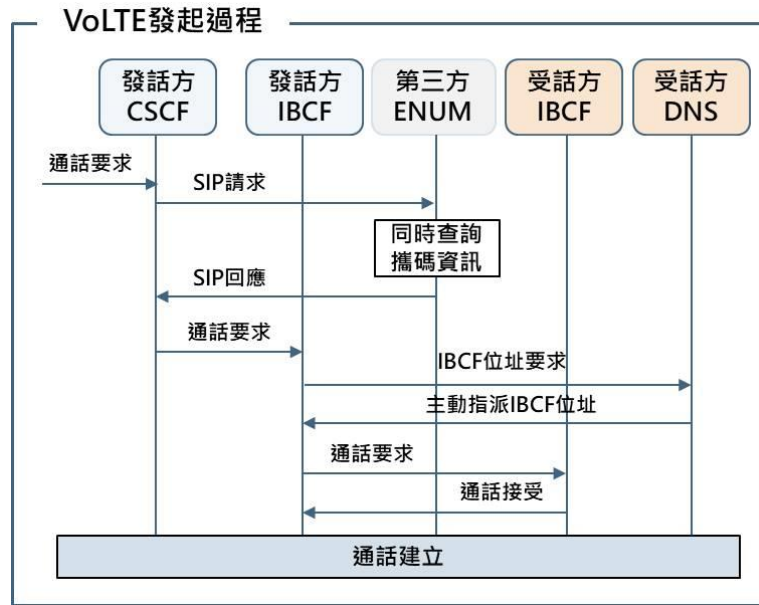 VoLTE發起過程
發話方
CSCF
發話方
IBCF
第三方
ENUM
受話方
IBCF
受話方
DNS
通話要求
SIP請求
同時查詢
攜碼資訊
SIP回應
通話要求
IBCF位址要求
主動指派IBCF位址
通話要求
通話接受
通話建立